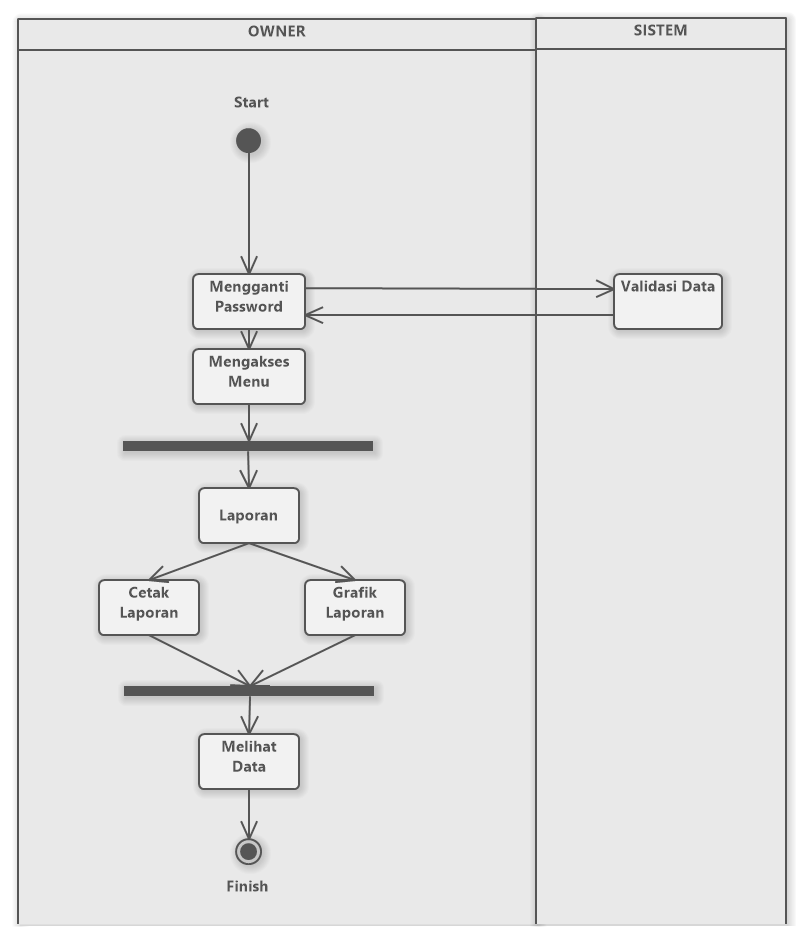 OWNER
SISTEM
Start
Mengganti
Password
Validasi Data
Mengakses
Menu
Laporan
Cetak
Laporan
Grafik
Laporan
Melihat
Data
Finish